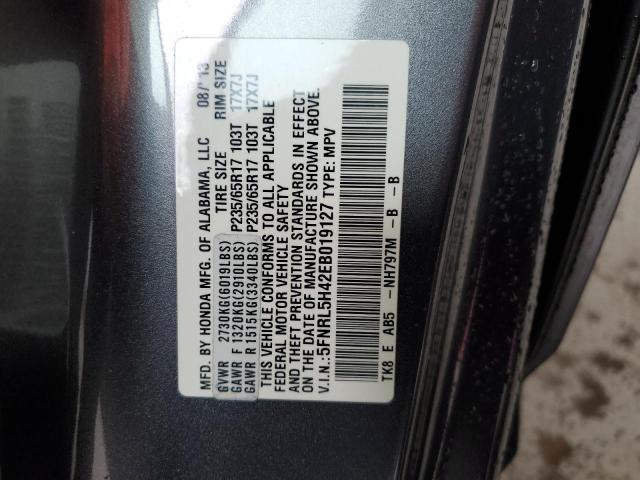 MFD. BY HONDA MFG. OF ALABAMA, LLC 08/'13
GVWR 2730KG(6019LBS) TIRE SIZE RIM SIZE
GAWR F 1320KG(2910LBS) P235/65R17 103T 17X7J
GAWR R 1515KG(3340LBS) P235/65R17 103T 17X7J
THIS VEHICLE CONFORMS TO ALL APPLICABLE
FEDERAL MOTOR VEHICLE SAFETY
AND THEFT PREVENTION STANDARDS IN EFFECT
ON THE DATE OF MANUFACTURE SHOWN ABOVE.
V.I.N.:5FNRL5H42EB019127 TYPE: MPV
TK8 E AB5 -NH797M -B -B